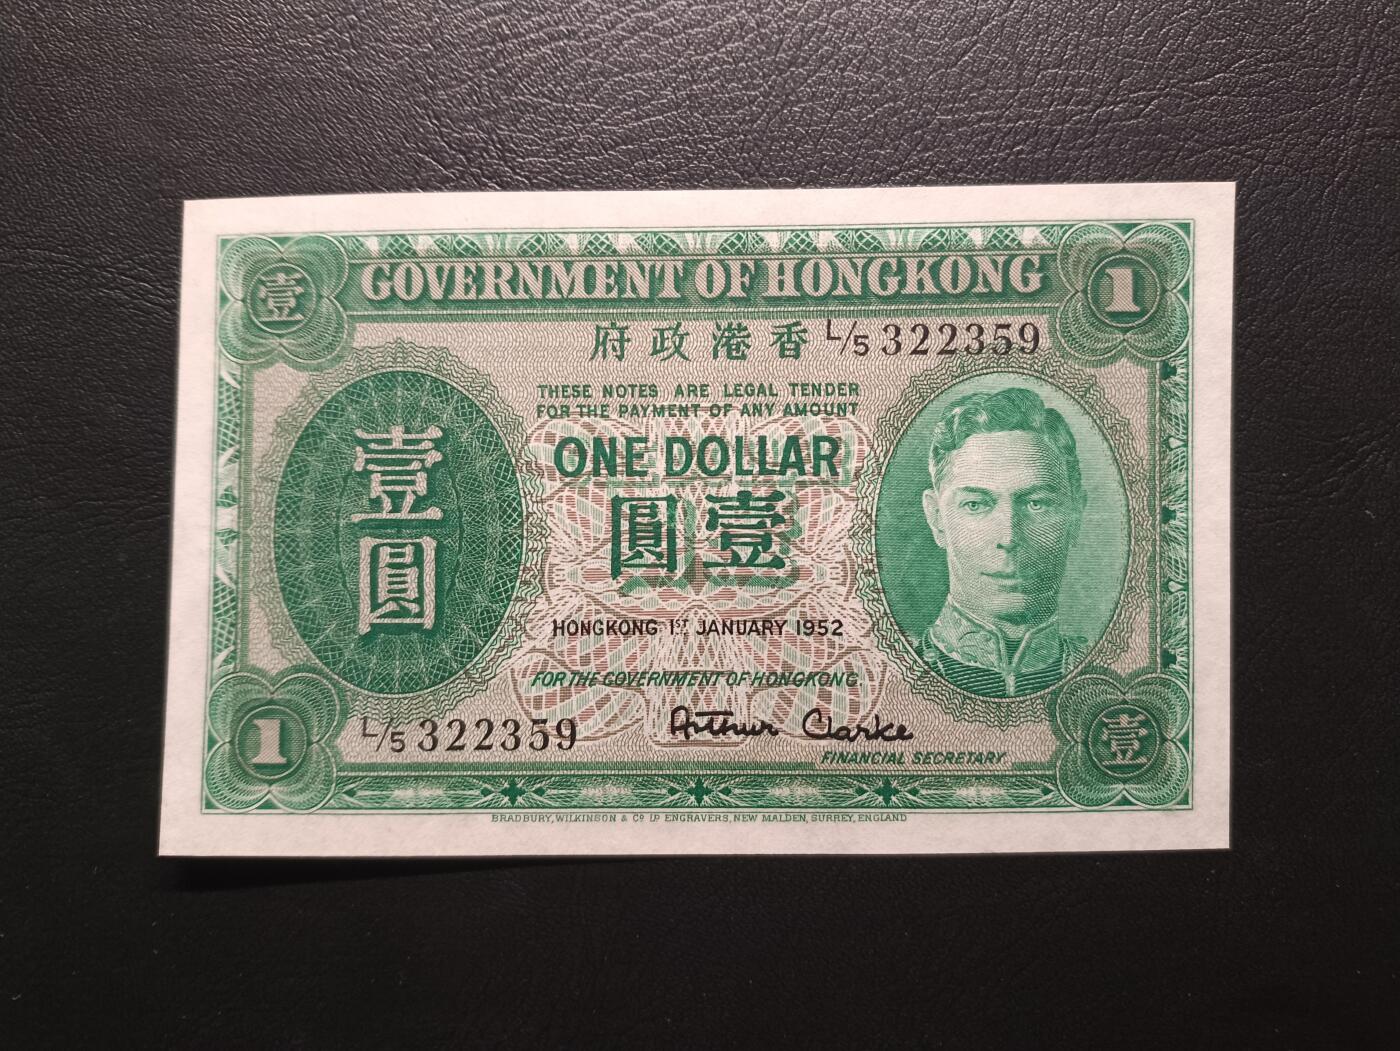 壹 GOVERNMENT OF HONGKONG 1
府政港香 L/5 322359
THESE NOTES ARE LEGAL TENDER
FOR THE PAYMENT OF ANY AMOUNT
ONE DOLLAR
圓壹
壹圓
HONGKONG 1ST JANUARY 1952
FOR THE GOVERNMENT OF HONGKONG.
L/5 322359 Arthur Clarke
FINANCIAL SECRETARY
1 壹
BRADBURY, WILKINSON & Co LD ENGRAVERS, NEW MALDEN, SURREY, ENGLAND